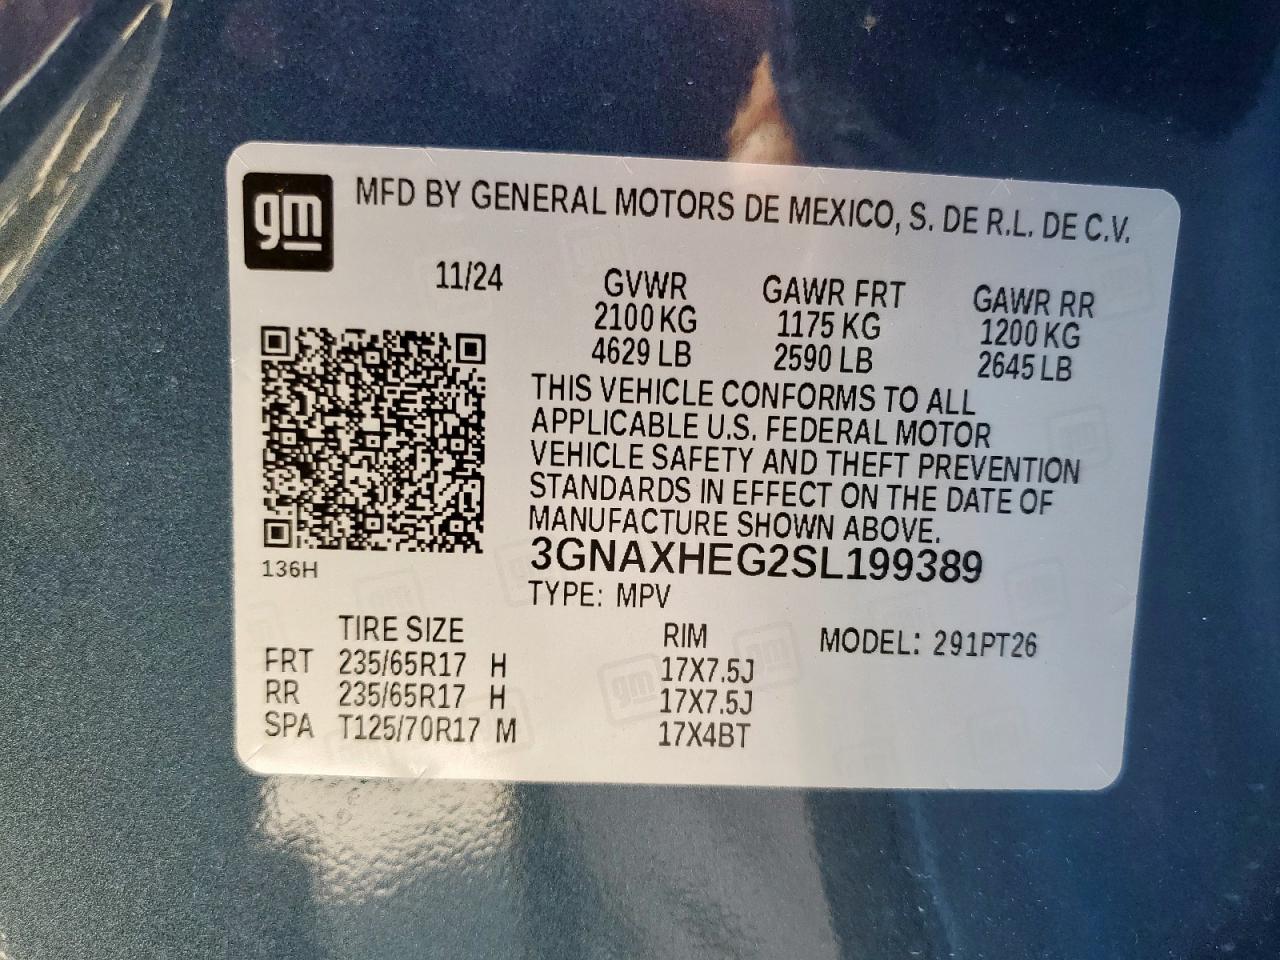 gm
MFD BY GENERAL MOTORS DE MEXICO, S. DE R.L. DE C.V.
11/24 GVWR GAWR FRT GAWR RR
2100 KG 1175 KG 1200 KG
4629 LB 2590 LB 2645 LB
THIS VEHICLE CONFORMS TO ALL
APPLICABLE U.S. FEDERAL MOTOR
VEHICLE SAFETY AND THEFT PREVENTION
STANDARDS IN EFFECT ON THE DATE OF
MANUFACTURE SHOWN ABOVE.
3GNAXHEG2SL199389
136H
TYPE: MPV
TIRE SIZE RIM MODEL: 291PT26
FRT 235/65R17 H 17X7.5J
RR 235/65R17 H 17X7.5J
SPA T125/70R17 M 17X4BT